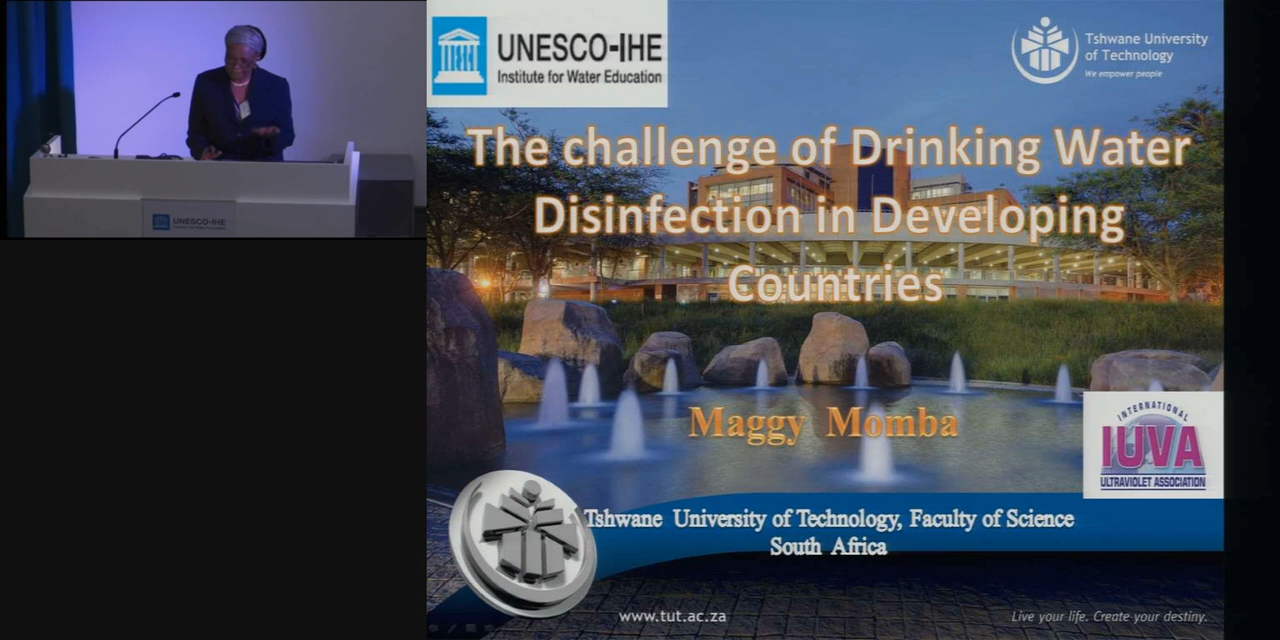 UNESCO-IHE
UNESCO-IHE
Institute for Water Education
Tshwane University
of Technology
We empower people
The challenge of Drinking Water
Disinfection in Developing
Countries
Maggy Momba
INTERNATIONAL
IUVA
ULTRAVIOLET ASSOCIATION
Tshwane University of Technology, Faculty of Science
South Africa
www.tut.ac.za
Live your life. Create your destiny.